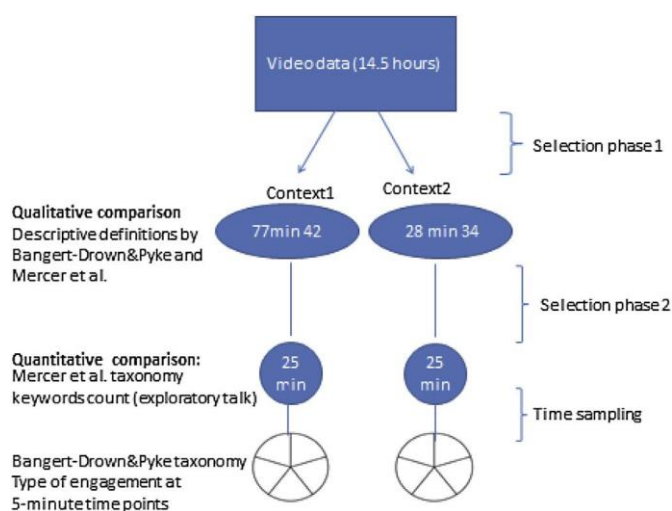 Video data (14.5 hours)
Selection phase 1
Context1
Context2
Qualitative comparison
Descriptive definitions by
Bangert-Drown&Pyke and
Mercer et al.
77min 42
28 min 34
Selection phase 2
Quantitative comparison:
Mercer et al. taxonomy
keywords count (exploratory talk)
25
min
25
min
Time sampling
Bangert-Drown&Pyke taxonomy
Type of engagement at
5-minute time points